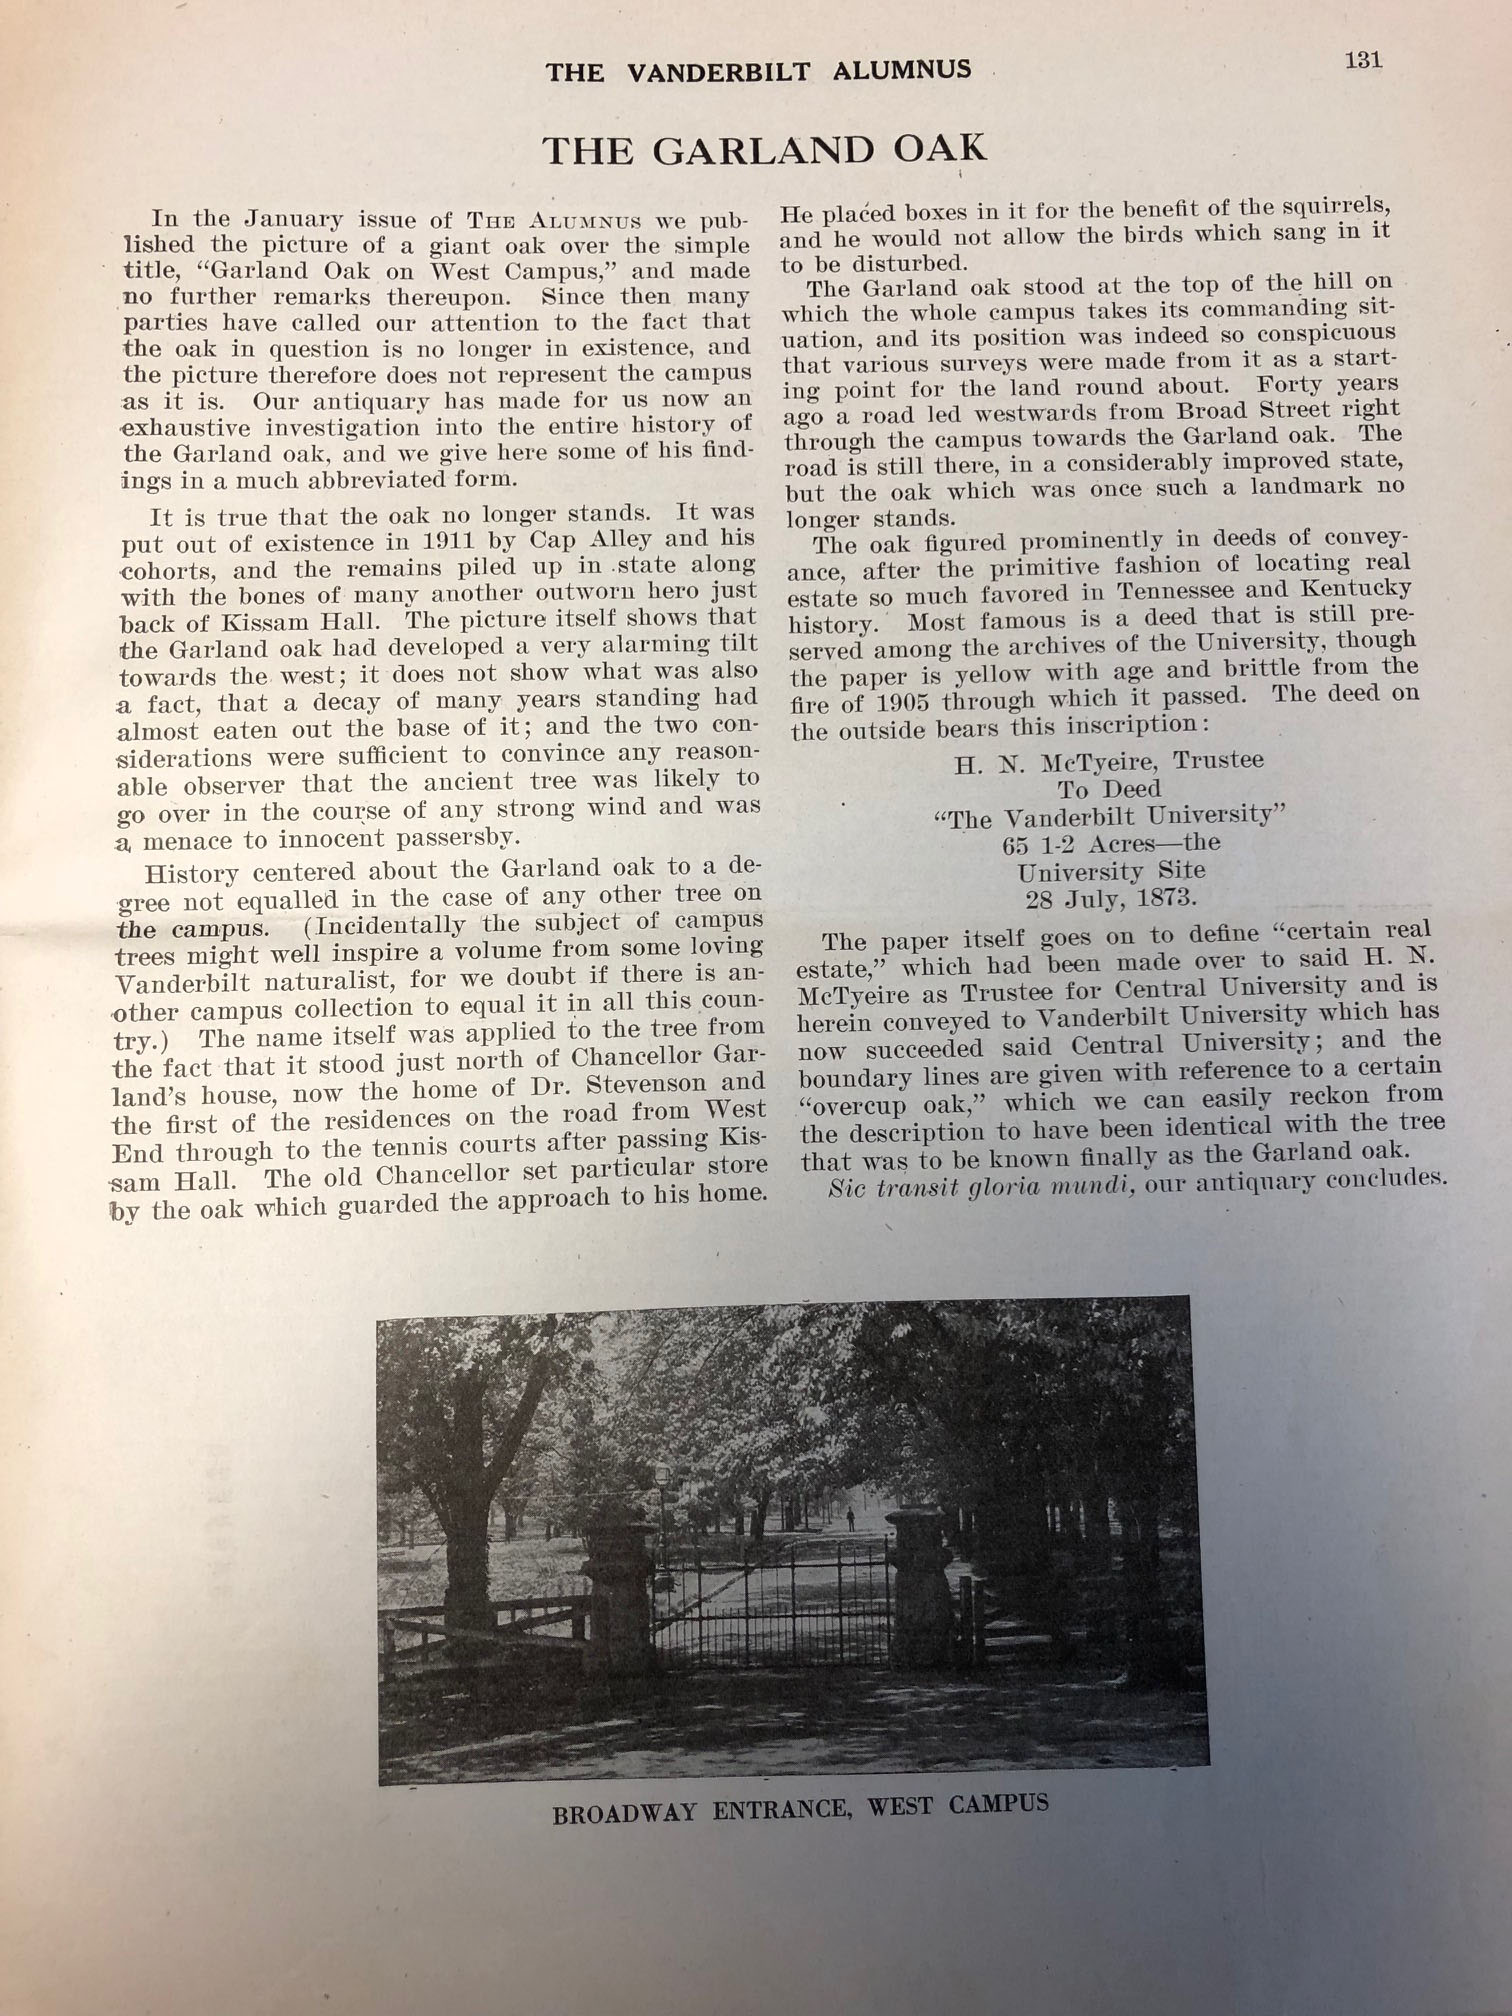 THE VANDERBILT ALUMNUS
131
THE GARLAND OAK
In the January issue of THE ALUMNUS we pub-
lished the picture of a giant oak over the simple
title, “Garland Oak on West Campus,” and made
no further remarks thereupon. Since then many
parties have called our attention to the fact that
the oak in question is no longer in existence, and
the picture therefore does not represent the campus
as it is. Our antiquary has made for us now an
exhaustive investigation into the entire history of
the Garland oak, and we give here some of his find-
ings in a much abbreviated form.
It is true that the oak no longer stands. It was
put out of existence in 1911 by Cap Alley and his
cohorts, and the remains piled up in state along
with the bones of many another outworn hero just
back of Kissam Hall. The picture itself shows that
the Garland oak had developed a very alarming tilt
towards the west; it does not show what was also
a fact, that a decay of many years standing had
almost eaten out the base of it; and the two con-
siderations were sufficient to convince any reason-
able observer that the ancient tree was likely to
go over in the course of any strong wind and was
a menace to innocent passersby.
History centered about the Garland oak to a de-
gree not equalled in the case of any other tree on
the campus. (Incidentally the subject of campus
trees might well inspire a volume from some loving
Vanderbilt naturalist, for we doubt if there is an-
other campus collection to equal it in all this coun-
try.) The name itself was applied to the tree from
the fact that it stood just north of Chancellor Gar-
land’s house, now the home of Dr. Stevenson and
the first of the residences on the road from West
End through to the tennis courts after passing Kis-
sam Hall. The old Chancellor set particular store
by the oak which guarded the approach to his home.
He placed boxes in it for the benefit of the squirrels,
and he would not allow the birds which sang in it
to be disturbed.
The Garland oak stood at the top of the hill on
which the whole campus takes its commanding sit-
uation, and its position was indeed so conspicuous
that various surveys were made from it as a start-
ing point for the land round about. Forty years
ago a road led westwards from Broad Street right
through the campus towards the Garland oak. The
road is still there, in a considerably improved state,
but the oak which was once such a landmark no
longer stands.
The oak figured prominently in deeds of convey-
ance, after the primitive fashion of locating real
estate so much favored in Tennessee and Kentucky
history. Most famous is a deed that is still pre-
served among the archives of the University, though
the paper is yellow with age and brittle from the
fire of 1905 through which it passed. The deed on
the outside bears this inscription:
H. N. McTyeire, Trustee
To Deed
“The Vanderbilt University”
65 1-2 Acres—the
University Site
28 July, 1873.
The paper itself goes on to define “certain real
estate,” which had been made over to said H. N.
McTyeire as Trustee for Central University and is
herein conveyed to Vanderbilt University which has
now succeeded said Central University; and the
boundary lines are given with reference to a certain
“overcup oak,” which we can easily reckon from
the description to have been identical with the tree
that was to be known finally as the Garland oak.
Sic transit gloria mundi, our antiquary concludes.
BROADWAY ENTRANCE, WEST CAMPUS